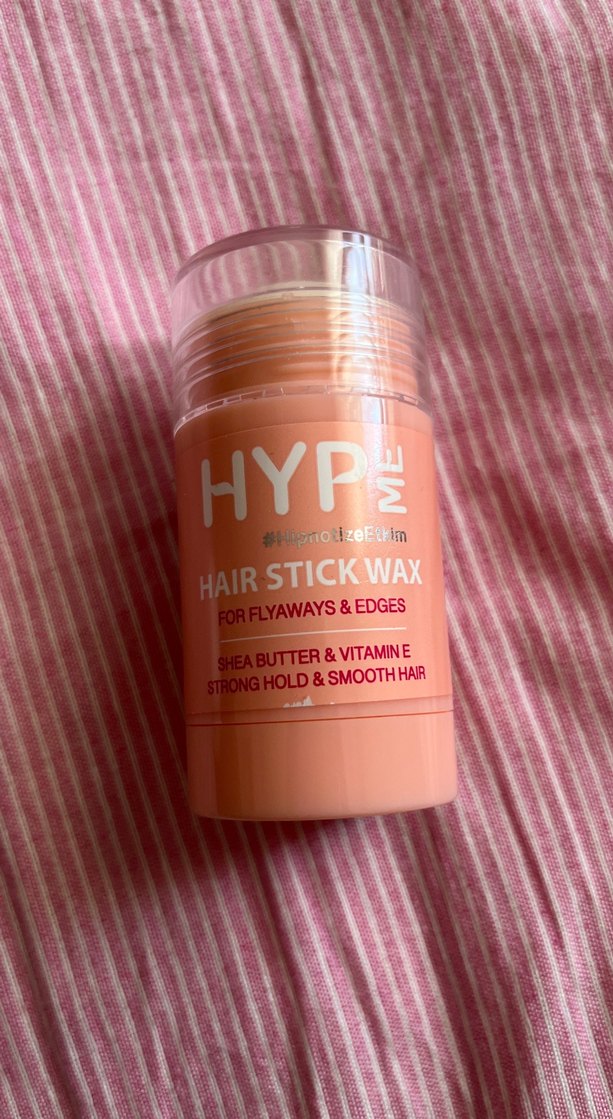 HYP ME
#HipnotizeEtkim
HAIR STICK WAX
FOR FLYAWAYS & EDGES
SHEA BUTTER & VITAMIN E
STRONG HOLD & SMOOTH HAIR